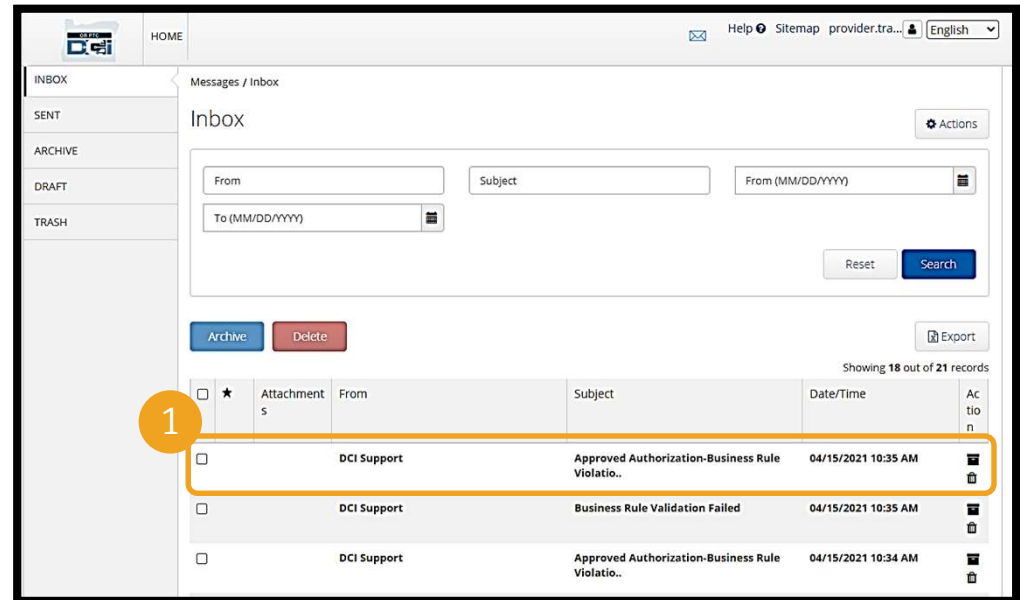 OR PTC
DCi
HOME
Help Sitemap provider.tra... English
INBOX
SENT
ARCHIVE
DRAFT
TRASH
Messages / Inbox
Inbox
Actions
From
Subject
From (MM/DD/YYYY)
To (MM/DD/YYYY)
Reset
Search
Archive
Delete
Export
Showing 18 out of 21 records
Attachment
s
From
Subject
Date/Time
Ac
tio
n
1
DCI Support
Approved Authorization-Business Rule
Violatio..
04/15/2021 10:35 AM
DCI Support
Business Rule Validation Failed
04/15/2021 10:35 AM
DCI Support
Approved Authorization-Business Rule
Violatio..
04/15/2021 10:34 AM